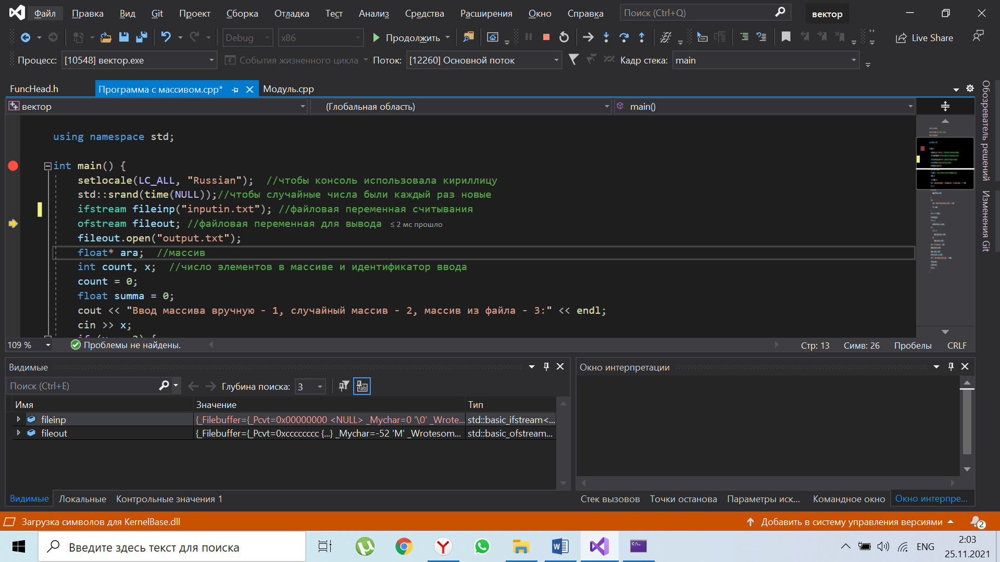 Файл Правка Вид Git Проект Сборка Отладка Тест Анализ Средства Расширения Окно Справка Поиск (Ctrl+Q) вектор
Debug x86 Продолжить Live Share
Процесс: [10548] вектор.exe События жизненного цикла Поток: [12260] Основной поток Кадр стека: main
FuncHead.h Программа с массивом.cpp* Модуль.cpp
вектор (Глобальная область) main()
using namespace std;
int main() {
setlocale(LC_ALL, "Russian"); //чтобы консоль использовала кириллицу
std::srand(time(NULL));//чтобы случайные числа были каждый раз новые
ifstream fileinp("inputin.txt"); //файловая переменная считывания
ofstream fileout; //файловая переменная для вывода ≤ 2 мс прошло
fileout.open("output.txt");
float* ara; //массив
int count, x; //число элементов в массиве и идентификатор ввода
count = 0;
float summa = 0;
cout << "Ввод массива вручную - 1, случайный массив - 2, массив из файла - 3:" << endl;
cin >> x;
109 % Проблемы не найдены. Стр: 13 Симв: 26 Пробелы CRLF
Обозреватель решений
Изменения Git
Видимые
Поиск (Ctrl+E) Глубина поиска: 3
Имя Значение Тип
fileinp {_Filebuffer={_Pcvt=0x00000000 <NULL> _Mychar=0 '\0' _Wrote... std::basic_ifstream<...
fileout {_Filebuffer={_Pcvt=0xcccccccc {...} _Mychar=-52 'M' _Wrotesom... std::basic_ofstream...
Видимые Локальные Контрольные значения 1
Окно интерпретации
Стек вызовов Точки останова Параметры иск... Командное окно Окно интерпре...
Загрузка символов для KernelBase.dll Добавить в систему управления версиями 2
Введите здесь текст для поиска ENG 2:03
25.11.2021